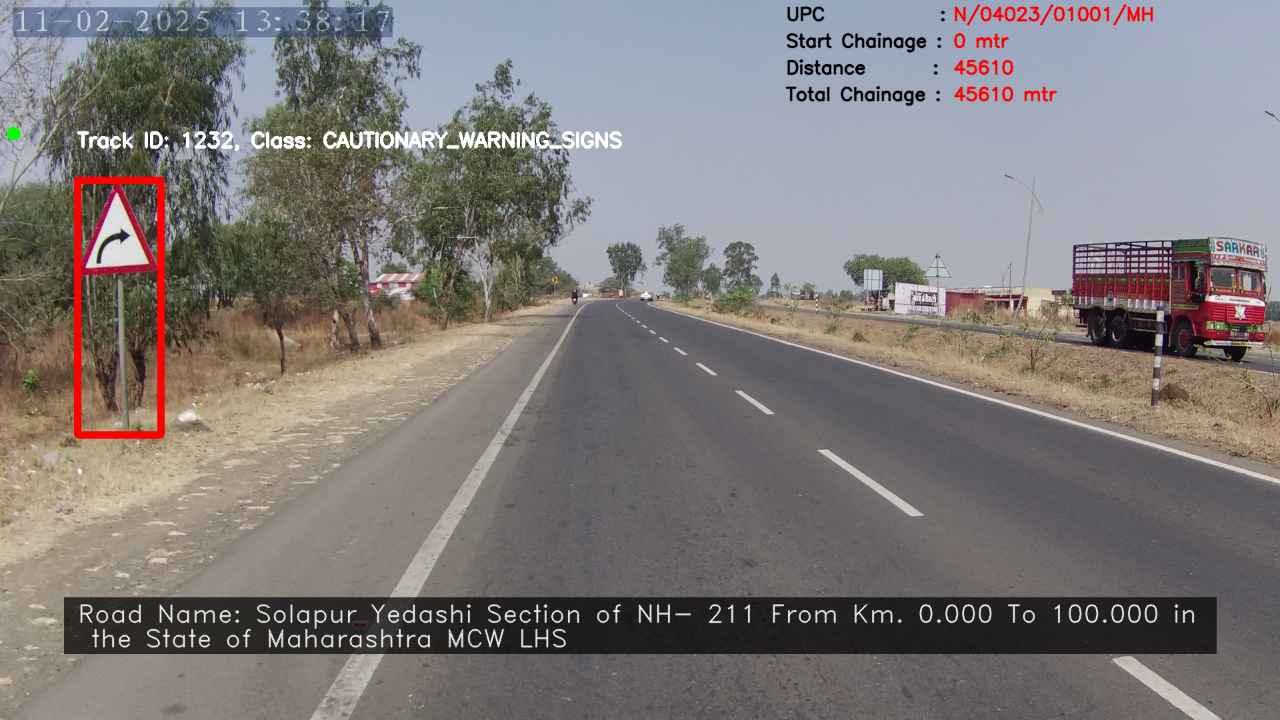 11-02-2025 13:38:17
UPC : N/04023/01001/MH
Start Chainage : 0 mtr
Distance : 45610
Total Chainage : 45610 mtr
Track ID: 1232, Class: CAUTIONARY_WARNING_SIGNS
SARKAR
Road Name: Solapur_Yedashi Section of NH- 211 From Km. 0.000 To 100.000 in
the State of Maharashtra MCW LHS